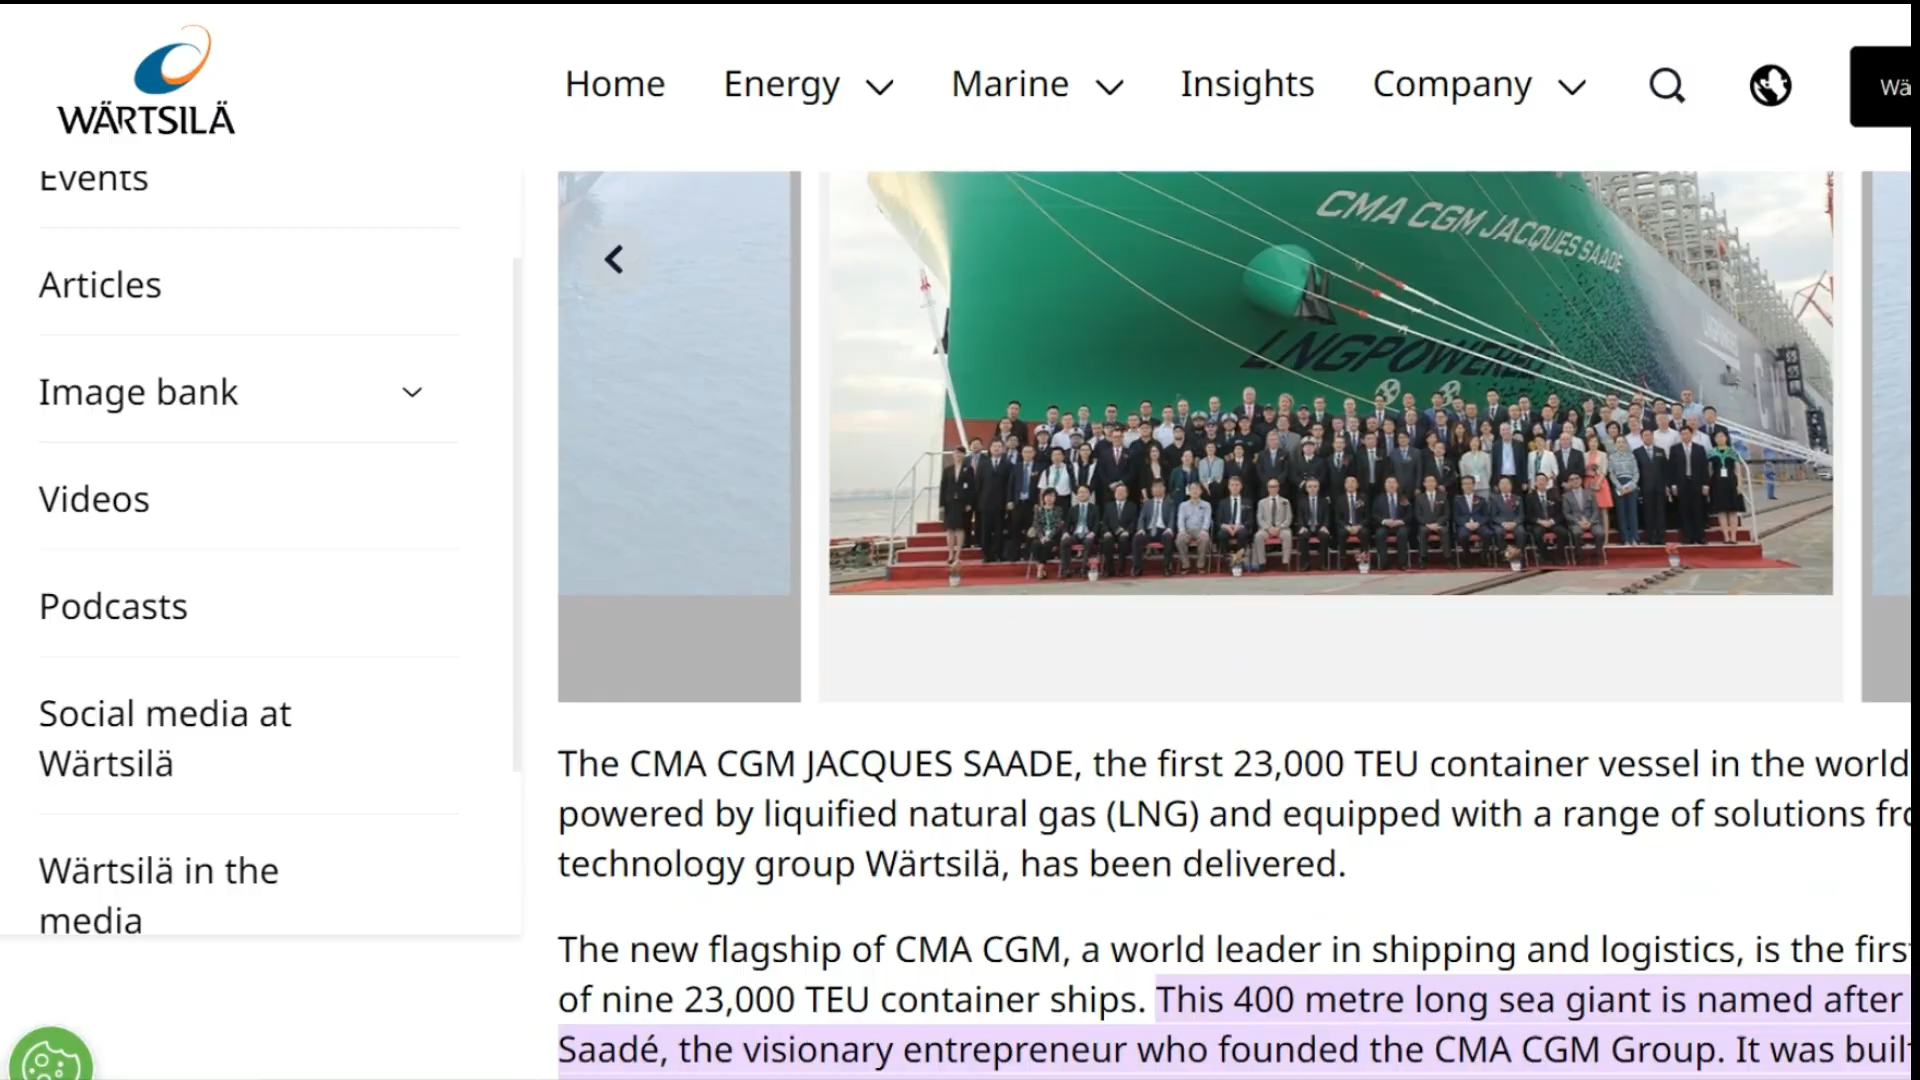 WÄRTSILÄ
Home Energy Marine Insights Company
Events
Articles
Image bank
Videos
Podcasts
Social media at
Wärtsilä
Wärtsilä in the
media
CMA CGM JACQUES SAADE
LNGPOWERED
The CMA CGM JACQUES SAADE, the first 23,000 TEU container vessel in the world
powered by liquified natural gas (LNG) and equipped with a range of solutions
technology group Wärtsilä, has been delivered.
The new flagship of CMA CGM, a world leader in shipping and logistics, is the
of nine 23,000 TEU container ships. This 400 metre long sea giant is named after
Saadé, the visionary entrepreneur who founded the CMA CGM Group. It was